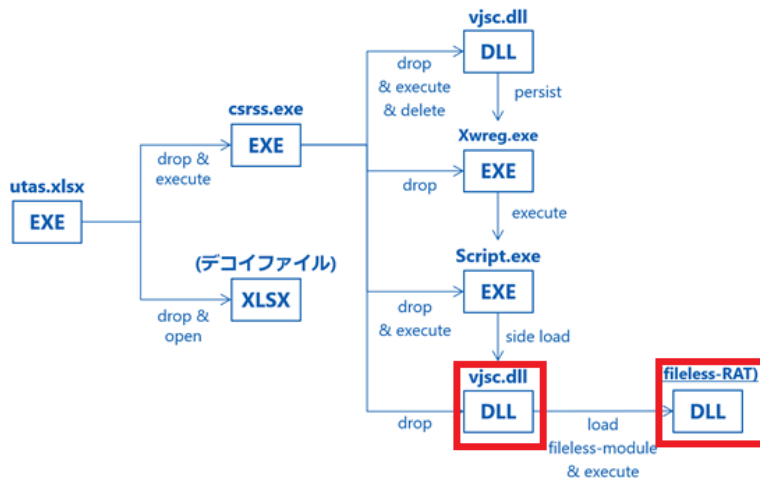 vjsc.dll
DLL
drop
& execute
& delete
persist
csrss.exe
EXE
Xwreg.exe
EXE
drop &
execute
drop
execute
utas.xlsx
EXE
(デコイファイル)
XLSX
Script.exe
EXE
drop &
open
drop
& execute
side load
vjsc.dll
DLL
drop
load
fileless-module
& execute
fileless-RAT)
DLL